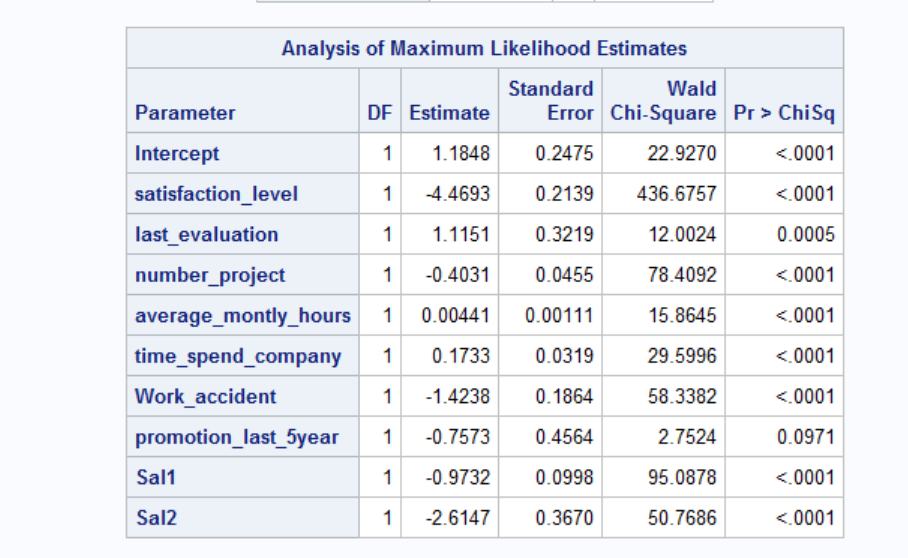 Analysis of Maximum Likelihood Estimates
Parameter DF Estimate Standard Error Wald Chi-Square Pr > ChiSq
Intercept 1 1.1848 0.2475 22.9270 <.0001
satisfaction_level 1 -4.4693 0.2139 436.6757 <.0001
last_evaluation 1 1.1151 0.3219 12.0024 0.0005
number_project 1 -0.4031 0.0455 78.4092 <.0001
average_montly_hours 1 0.00441 0.00111 15.8645 <.0001
time_spend_company 1 0.1733 0.0319 29.5996 <.0001
Work_accident 1 -1.4238 0.1864 58.3382 <.0001
promotion_last_5year 1 -0.7573 0.4564 2.7524 0.0971
Sal1 1 -0.9732 0.0998 95.0878 <.0001
Sal2 1 -2.6147 0.3670 50.7686 <.0001